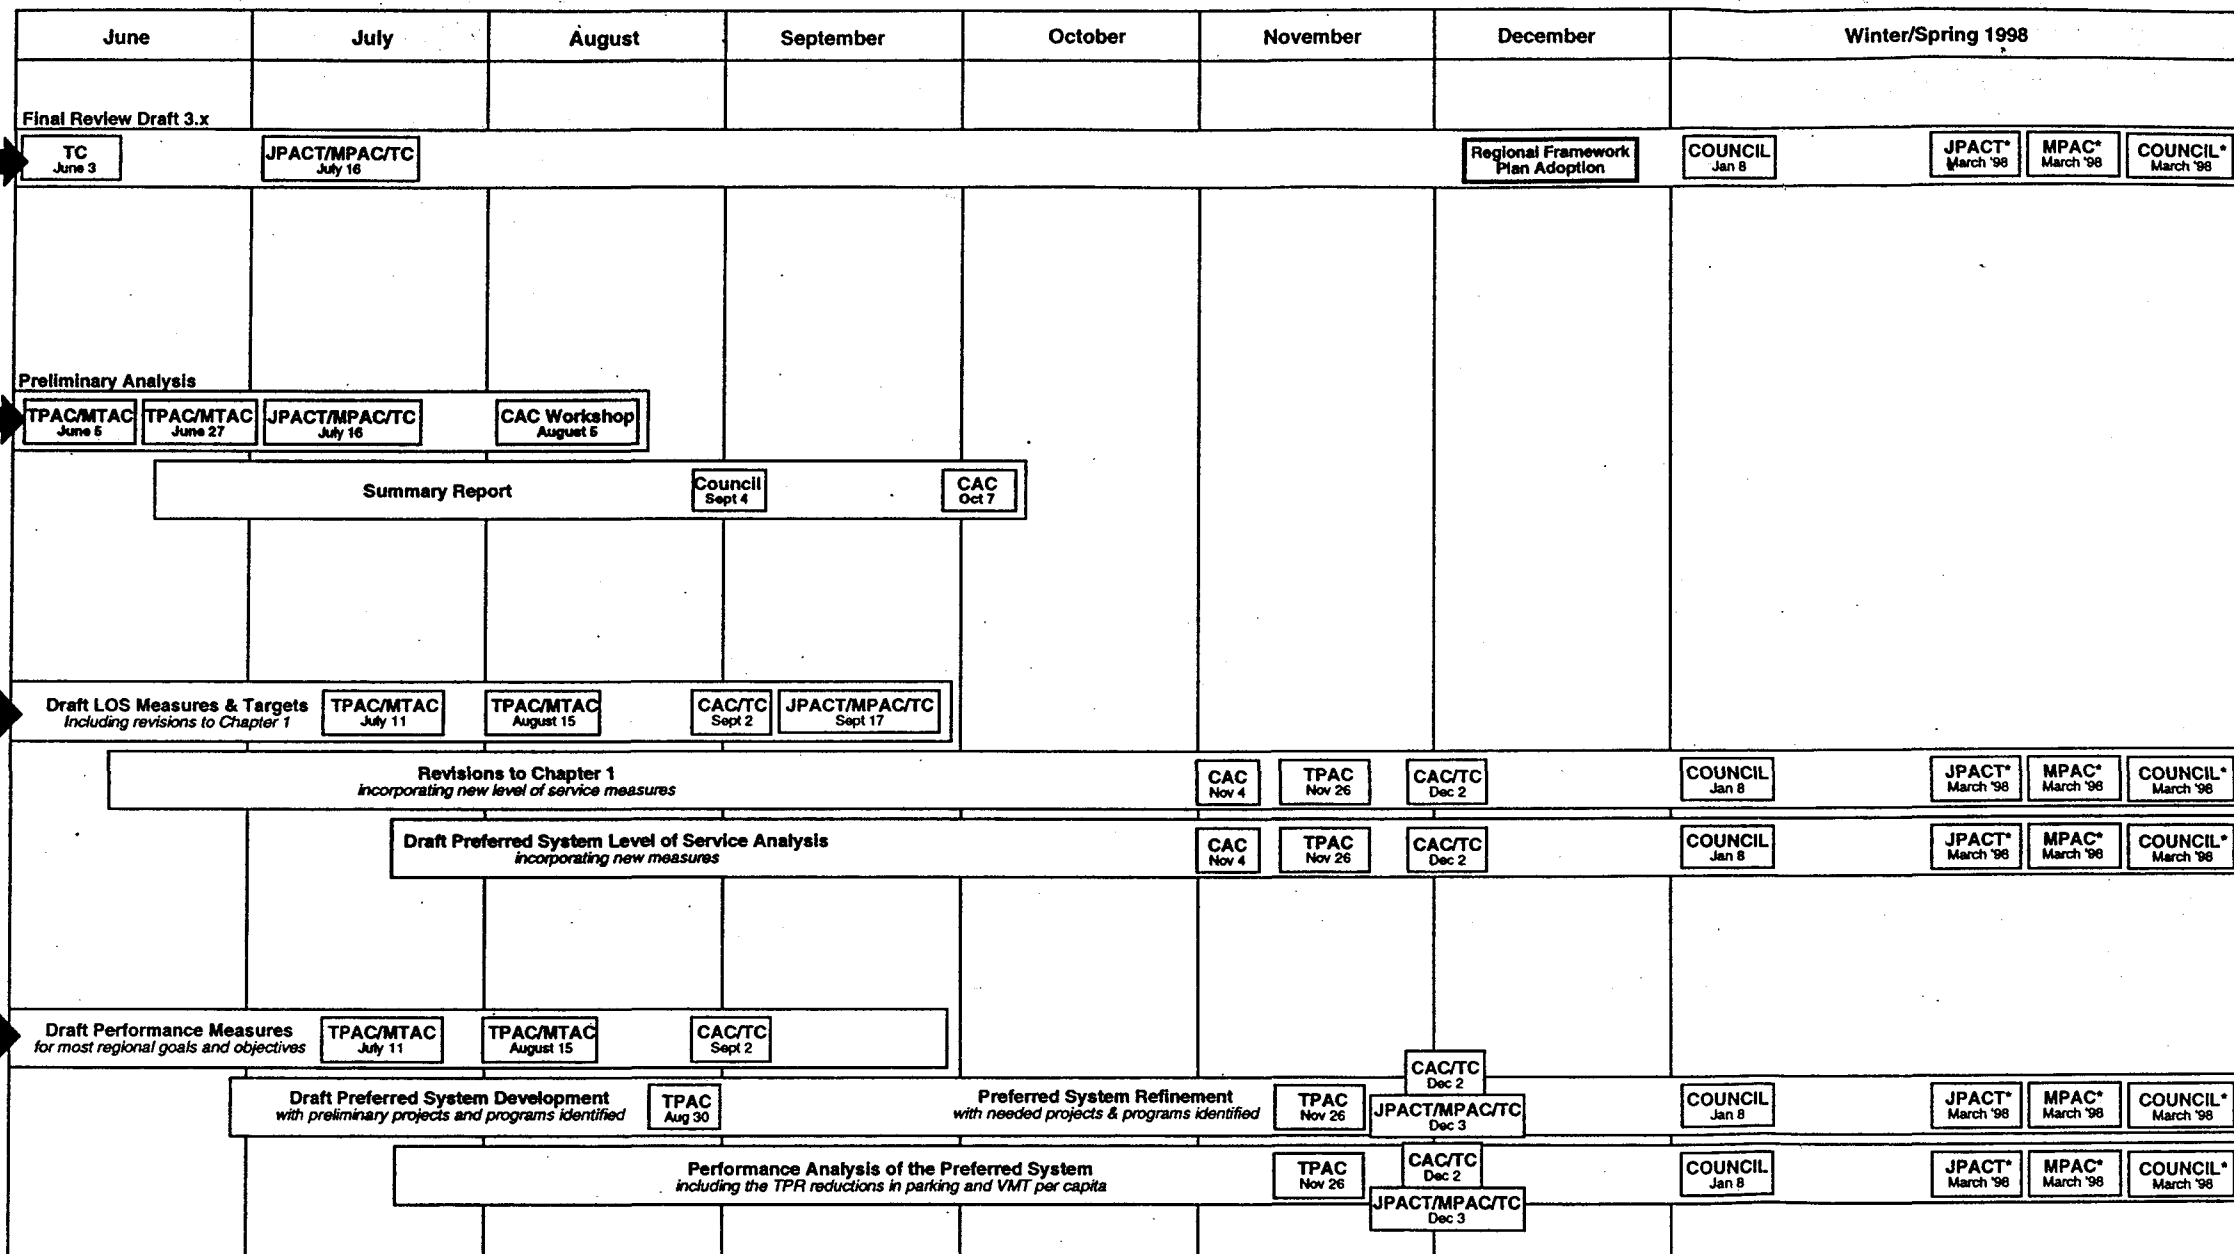 June
July
August
September
October
November
December
Winter/Spring 1998
Final Review Draft 3.x
TC
June 3
JPACT/MPAC/TC
July 16
Regional Framework
Plan Adoption
COUNCIL
Jan 8
JPACT*
March '98
MPAC*
March '98
COUNCIL*
March '98
Preliminary Analysis
TPAC/MTAC
June 5
TPAC/MTAC
June 27
JPACT/MPAC/TC
July 16
CAC Workshop
August 5
Summary Report
Council
Sept 4
CAC
Oct 7
Draft LOS Measures & Targets
Including revisions to Chapter 1
TPAC/MTAC
July 11
TPAC/MTAC
August 15
CAC/TC
Sept 2
JPACT/MPAC/TC
Sept 17
Revisions to Chapter 1
incorporating new level of service measures
CAC
Nov 4
TPAC
Nov 26
CAC/TC
Dec 2
COUNCIL
Jan 8
JPACT*
March '98
MPAC*
March '98
COUNCIL*
March '98
Draft Preferred System Level of Service Analysis
incorporating new measures
CAC
Nov 4
TPAC
Nov 26
CAC/TC
Dec 2
COUNCIL
Jan 8
JPACT*
March '98
MPAC*
March '98
COUNCIL*
March '98
Draft Performance Measures
for most regional goals and objectives
TPAC/MTAC
July 11
TPAC/MTAC
August 15
CAC/TC
Sept 2
Draft Preferred System Development
with preliminary projects and programs identified
TPAC
Aug 30
Preferred System Refinement
with needed projects & programs identified
TPAC
Nov 26
CAC/TC
Dec 2
JPACT/MPAC/TC
Dec 3
COUNCIL
Jan 8
JPACT*
March '98
MPAC*
March '98
COUNCIL*
March '98
Performance Analysis of the Preferred System
including the TPR reductions in parking and VMT per capita
TPAC
Nov 26
CAC/TC
Dec 2
JPACT/MPAC/TC
Dec 3
COUNCIL
Jan 8
JPACT*
March '98
MPAC*
March '98
COUNCIL*
March '98